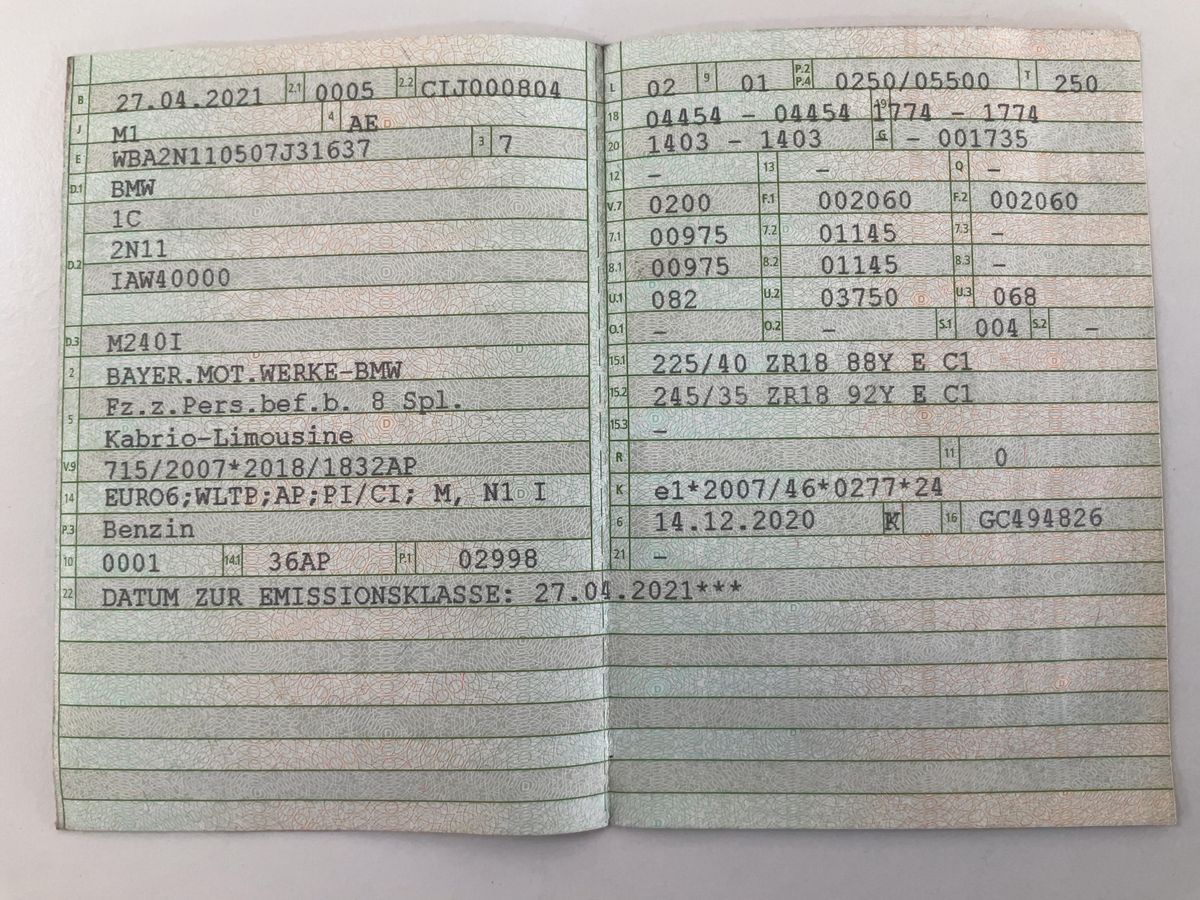 B 27.04.2021 2.1 0005 2.2 CIJ000804
J M1 4 AE
E WBA2N110507J31637 3 7
D.1 BMW
1C
D.2 2N11
IAW40000
D.3 M240I
2 BAYER.MOT.WERKE-BMW
5 Fz.z.Pers.bef.b. 8 Spl.
Kabrio-Limousine
V.9 715/2007*2018/1832AP
14 EURO6;WLTP;AP;PI/CI; M, N1 I
P.3 Benzin
10 0001 14.1 36AP P.1 02998
22 DATUM ZUR EMISSIONSKLASSE: 27.04.2021***
L 02 9 01 P.2 P.4 0250/05500 T 250
18 04454 - 04454 19 1774 - 1774
20 1403 - 1403 G - 001735
12 - 13 - Q -
V.7 0200 F.1 002060 F.2 002060
7.1 00975 7.2 01145 7.3 -
8.1 00975 8.2 01145 8.3 -
U.1 082 U.2 03750 U.3 068
O.1 - O.2 - S.1 004 S.2 -
15.1 225/40 ZR18 88Y E C1
15.2 245/35 ZR18 92Y E C1
15.3 -
R 11 0
K e1*2007/46*0277*24
6 14.12.2020 K 16 GC494826
21 -